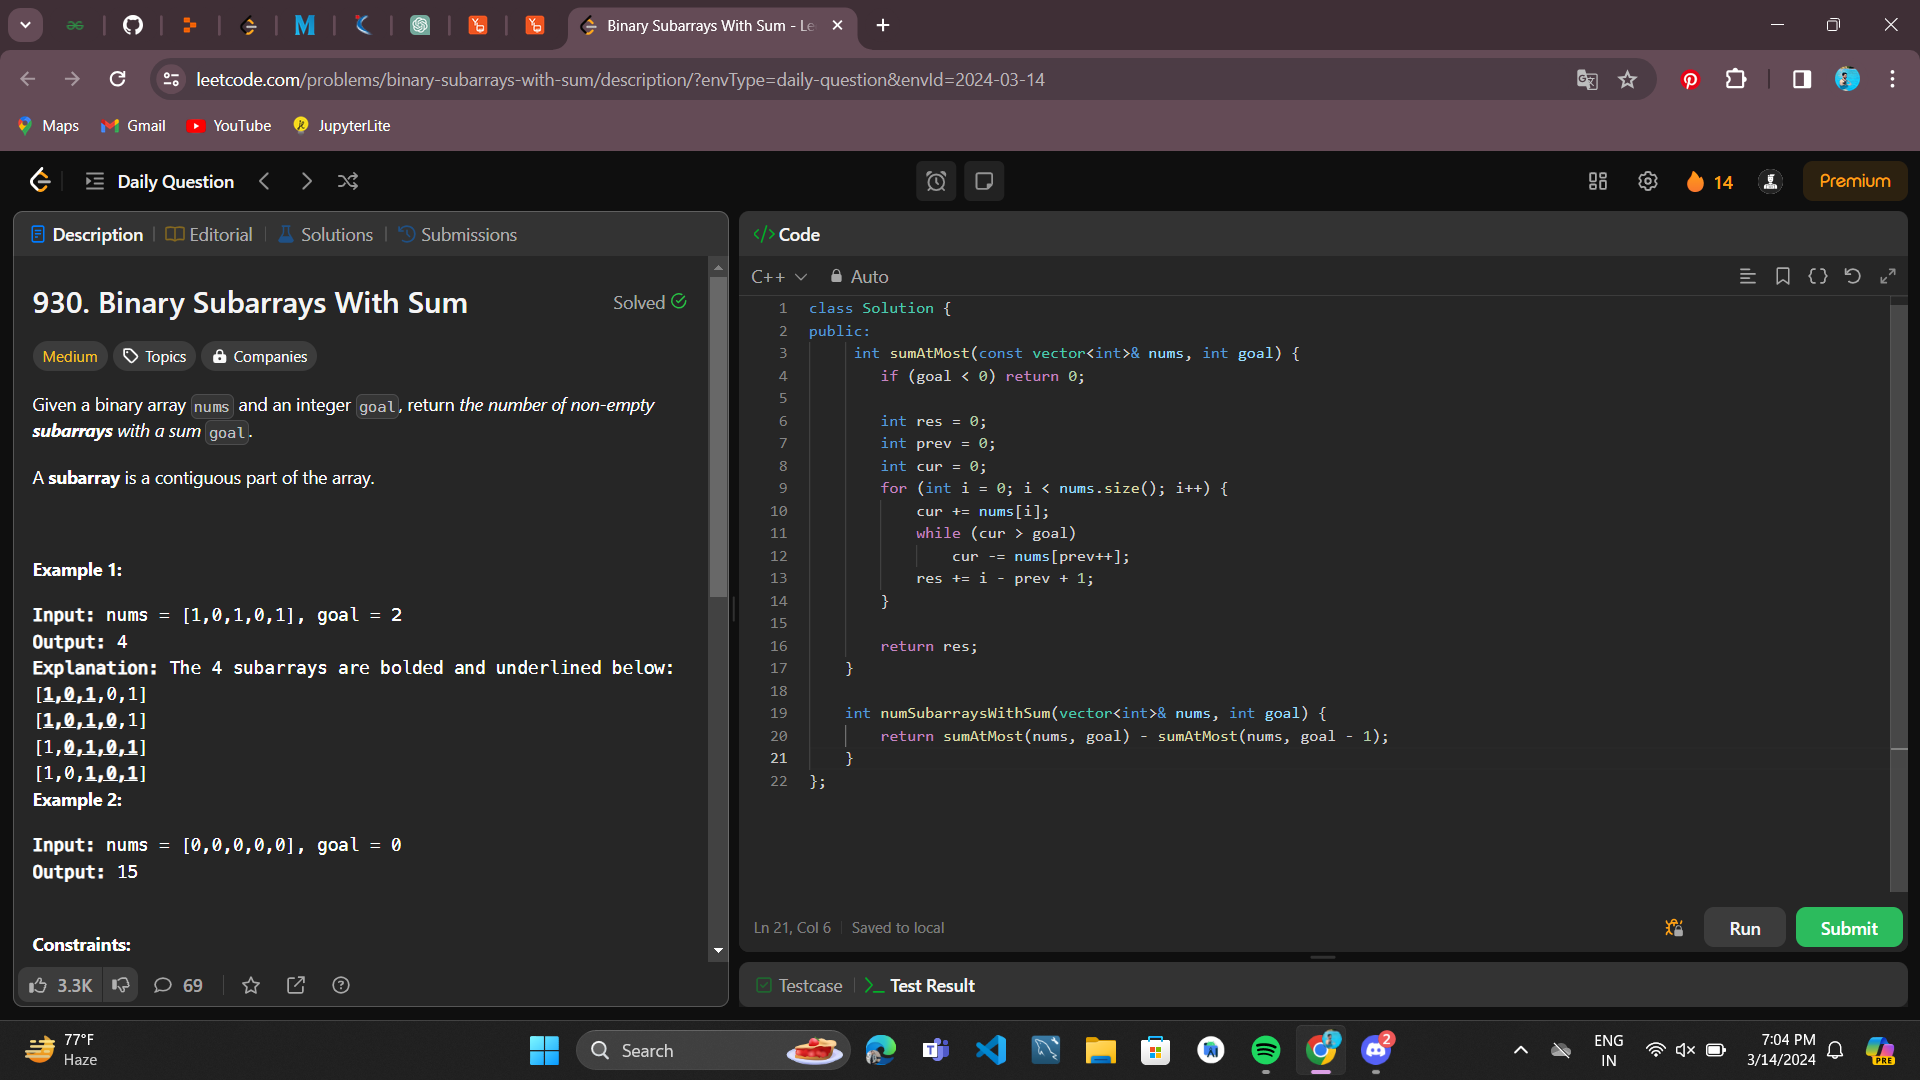 Binary Subarrays With Sum - Le
leetcode.com/problems/binary-subarrays-with-sum/description/?envType=daily-question&envId=2024-03-14
Maps
Gmail
YouTube
JupyterLite
Daily Question
14
Premium
Description
Editorial
Solutions
Submissions
930. Binary Subarrays With Sum
Solved
Medium
Topics
Companies
Given a binary array nums and an integer goal, return the number of non-empty
subarrays with a sum goal.
A subarray is a contiguous part of the array.
Example 1:
Input: nums = [1,0,1,0,1], goal = 2
Output: 4
Explanation: The 4 subarrays are bolded and underlined below:
[1,0,1,0,1]
[1,0,1,0,1]
[1,0,1,0,1]
[1,0,1,0,1]
Example 2:
Input: nums = [0,0,0,0,0], goal = 0
Output: 15
Constraints:
3.3K
69
</> Code
C++
Auto
1 class Solution {
2 public:
3 int sumAtMost(const vector<int>& nums, int goal) {
4 if (goal < 0) return 0;
5
6 int res = 0;
7 int prev = 0;
8 int cur = 0;
9 for (int i = 0; i < nums.size(); i++) {
10 cur += nums[i];
11 while (cur > goal)
12 cur -= nums[prev++];
13 res += i - prev + 1;
14 }
15
16 return res;
17 }
18
19 int numSubarraysWithSum(vector<int>& nums, int goal) {
20 return sumAtMost(nums, goal) - sumAtMost(nums, goal - 1);
21 }
22 };
Ln 21, Col 6
Saved to local
Run
Submit
Testcase
Test Result
77°F
Haze
Search
2
ENG
IN
7:04 PM
3/14/2024
PRE